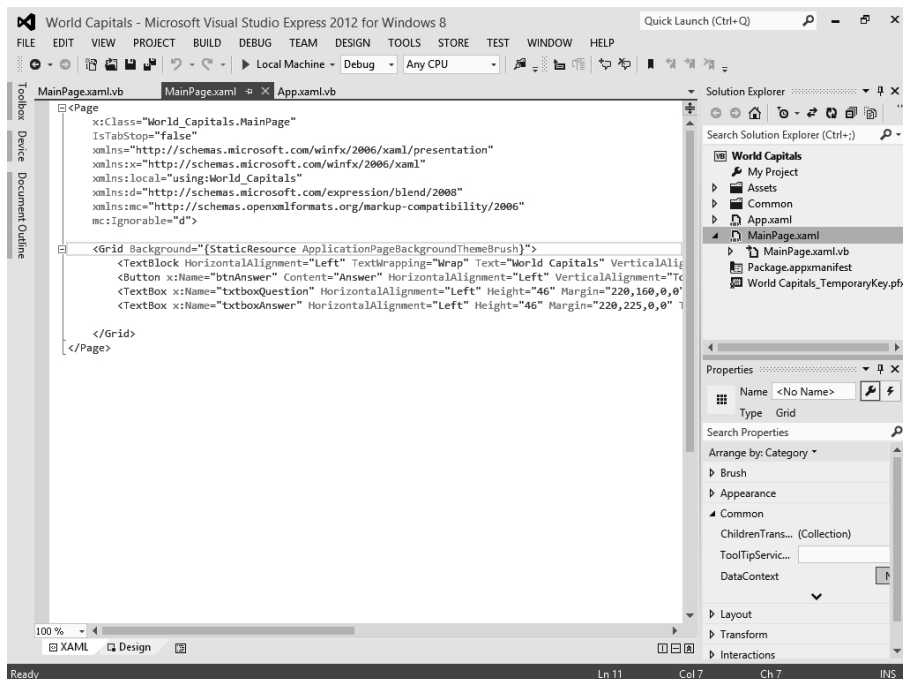 World Capitals - Microsoft Visual Studio Express 2012 for Windows 8
Quick Launch (Ctrl+Q)
FILE EDIT VIEW PROJECT BUILD DEBUG TEAM DESIGN TOOLS STORE TEST WINDOW HELP
Local Machine Debug Any CPU
Toolbox
Device
Document Outline
MainPage.xaml.vb MainPage.xaml App.xaml.vb
<Page
x:Class="World_Capitals.MainPage"
IsTabStop="false"
xmlns="http://schemas.microsoft.com/winfx/2006/xaml/presentation"
xmlns:x="http://schemas.microsoft.com/winfx/2006/xaml"
xmlns:local="using:World_Capitals"
xmlns:d="http://schemas.microsoft.com/expression/blend/2008"
xmlns:mc="http://schemas.openxmlformats.org/markup-compatibility/2006"
mc:Ignorable="d">
<Grid Background="{StaticResource ApplicationPageBackgroundThemeBrush}">
<TextBlock HorizontalAlignment="Left" TextWrapping="Wrap" Text="World Capitals" VerticalAlig
<Button x:Name="btnAnswer" Content="Answer" HorizontalAlignment="Left" VerticalAlignment="To
<TextBox x:Name="txtboxQuestion" HorizontalAlignment="Left" Height="46" Margin="220,160,0,0"
<TextBox x:Name="txtboxAnswer" HorizontalAlignment="Left" Height="46" Margin="220,225,0,0" T
</Grid>
</Page>
100 %
XAML Design
Solution Explorer
Search Solution Explorer (Ctrl+;)
VB World Capitals
My Project
Assets
Common
App.xaml
MainPage.xaml
MainPage.xaml.vb
Package.appxmanifest
World Capitals_TemporaryKey.pfx
Properties
Name <No Name>
Type Grid
Search Properties
Arrange by: Category
Brush
Appearance
Common
ChildrenTrans... (Collection)
ToolTipServic...
DataContext N
Layout
Transform
Interactions
Ready Ln 11 Col 7 Ch 7 INS